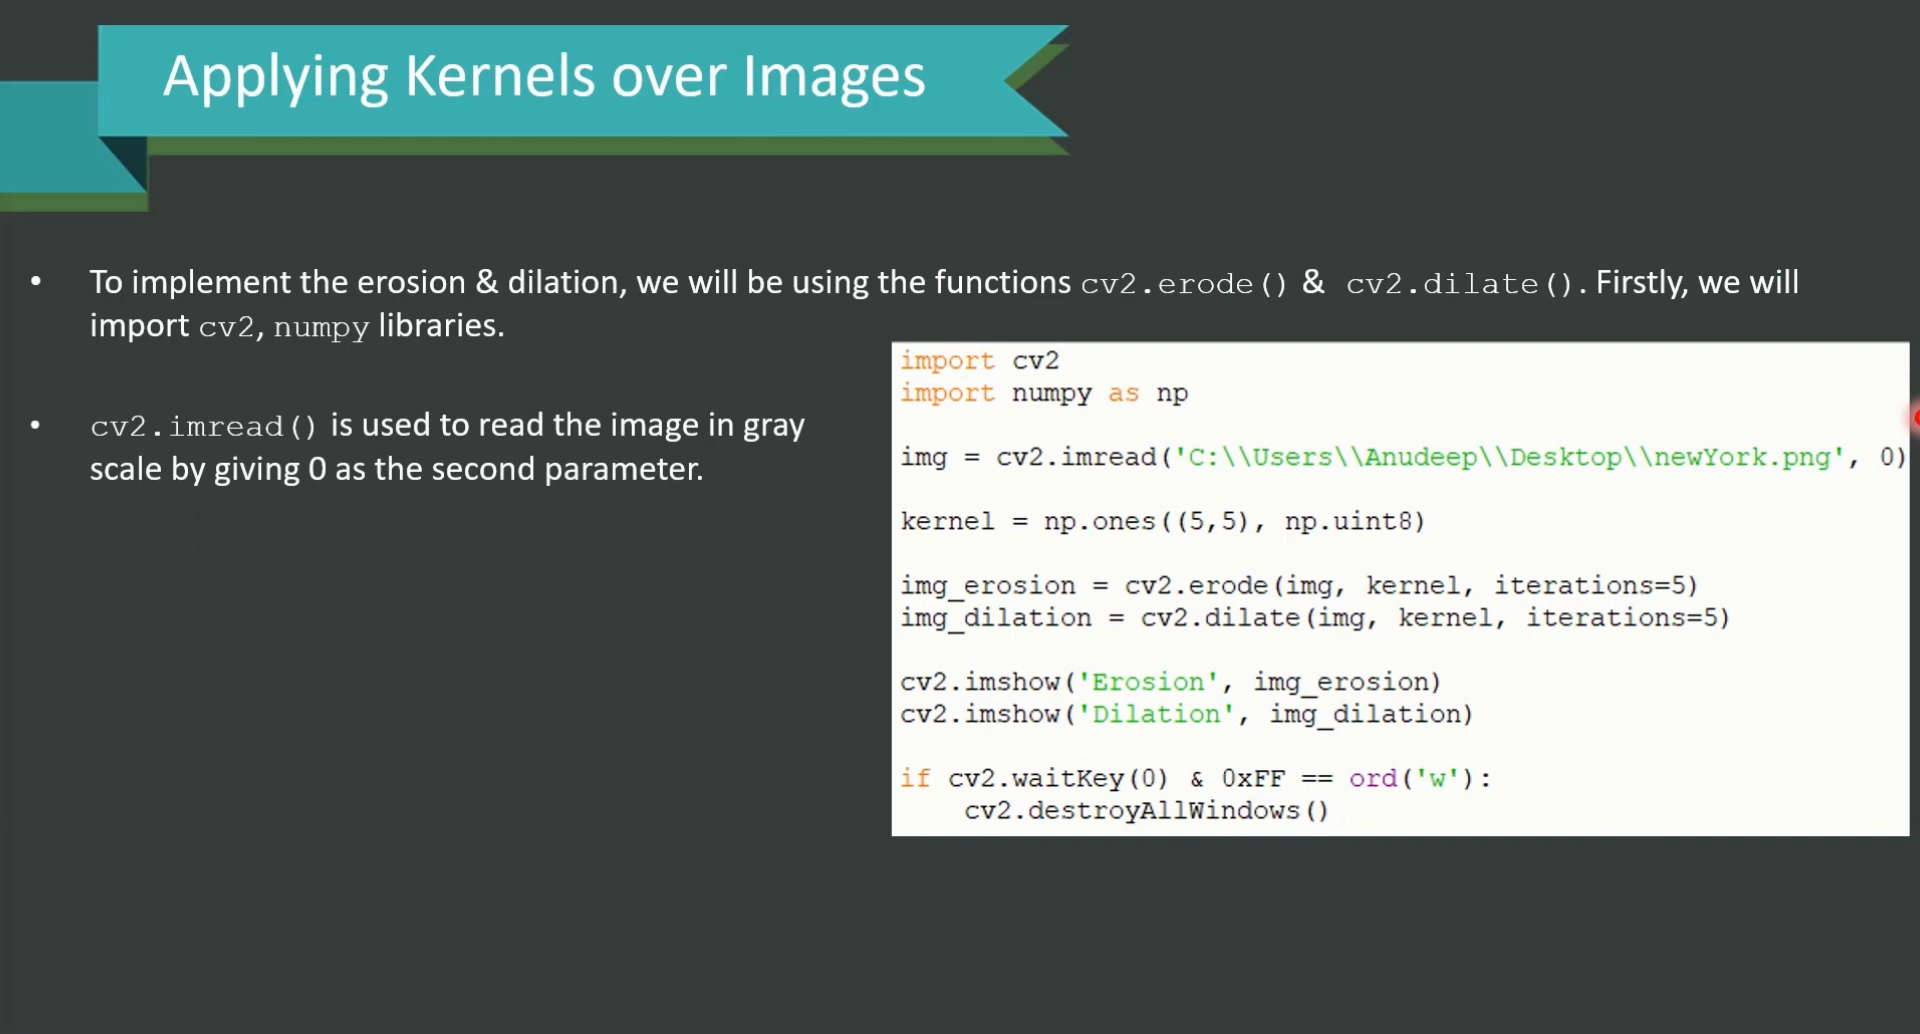 Applying Kernels over Images
• To implement the erosion & dilation, we will be using the functions cv2.erode() & cv2.dilate(). Firstly, we will
import cv2, numpy libraries.
• cv2.imread() is used to read the image in gray
scale by giving 0 as the second parameter.
import cv2
import numpy as np
img = cv2.imread('C:\\Users\\Anudeep\\Desktop\\newYork.png', 0)
kernel = np.ones((5,5), np.uint8)
img_erosion = cv2.erode(img, kernel, iterations=5)
img_dilation = cv2.dilate(img, kernel, iterations=5)
cv2.imshow('Erosion', img_erosion)
cv2.imshow('Dilation', img_dilation)
if cv2.waitKey(0) & 0xFF == ord('w'):
    cv2.destroyAllWindows()